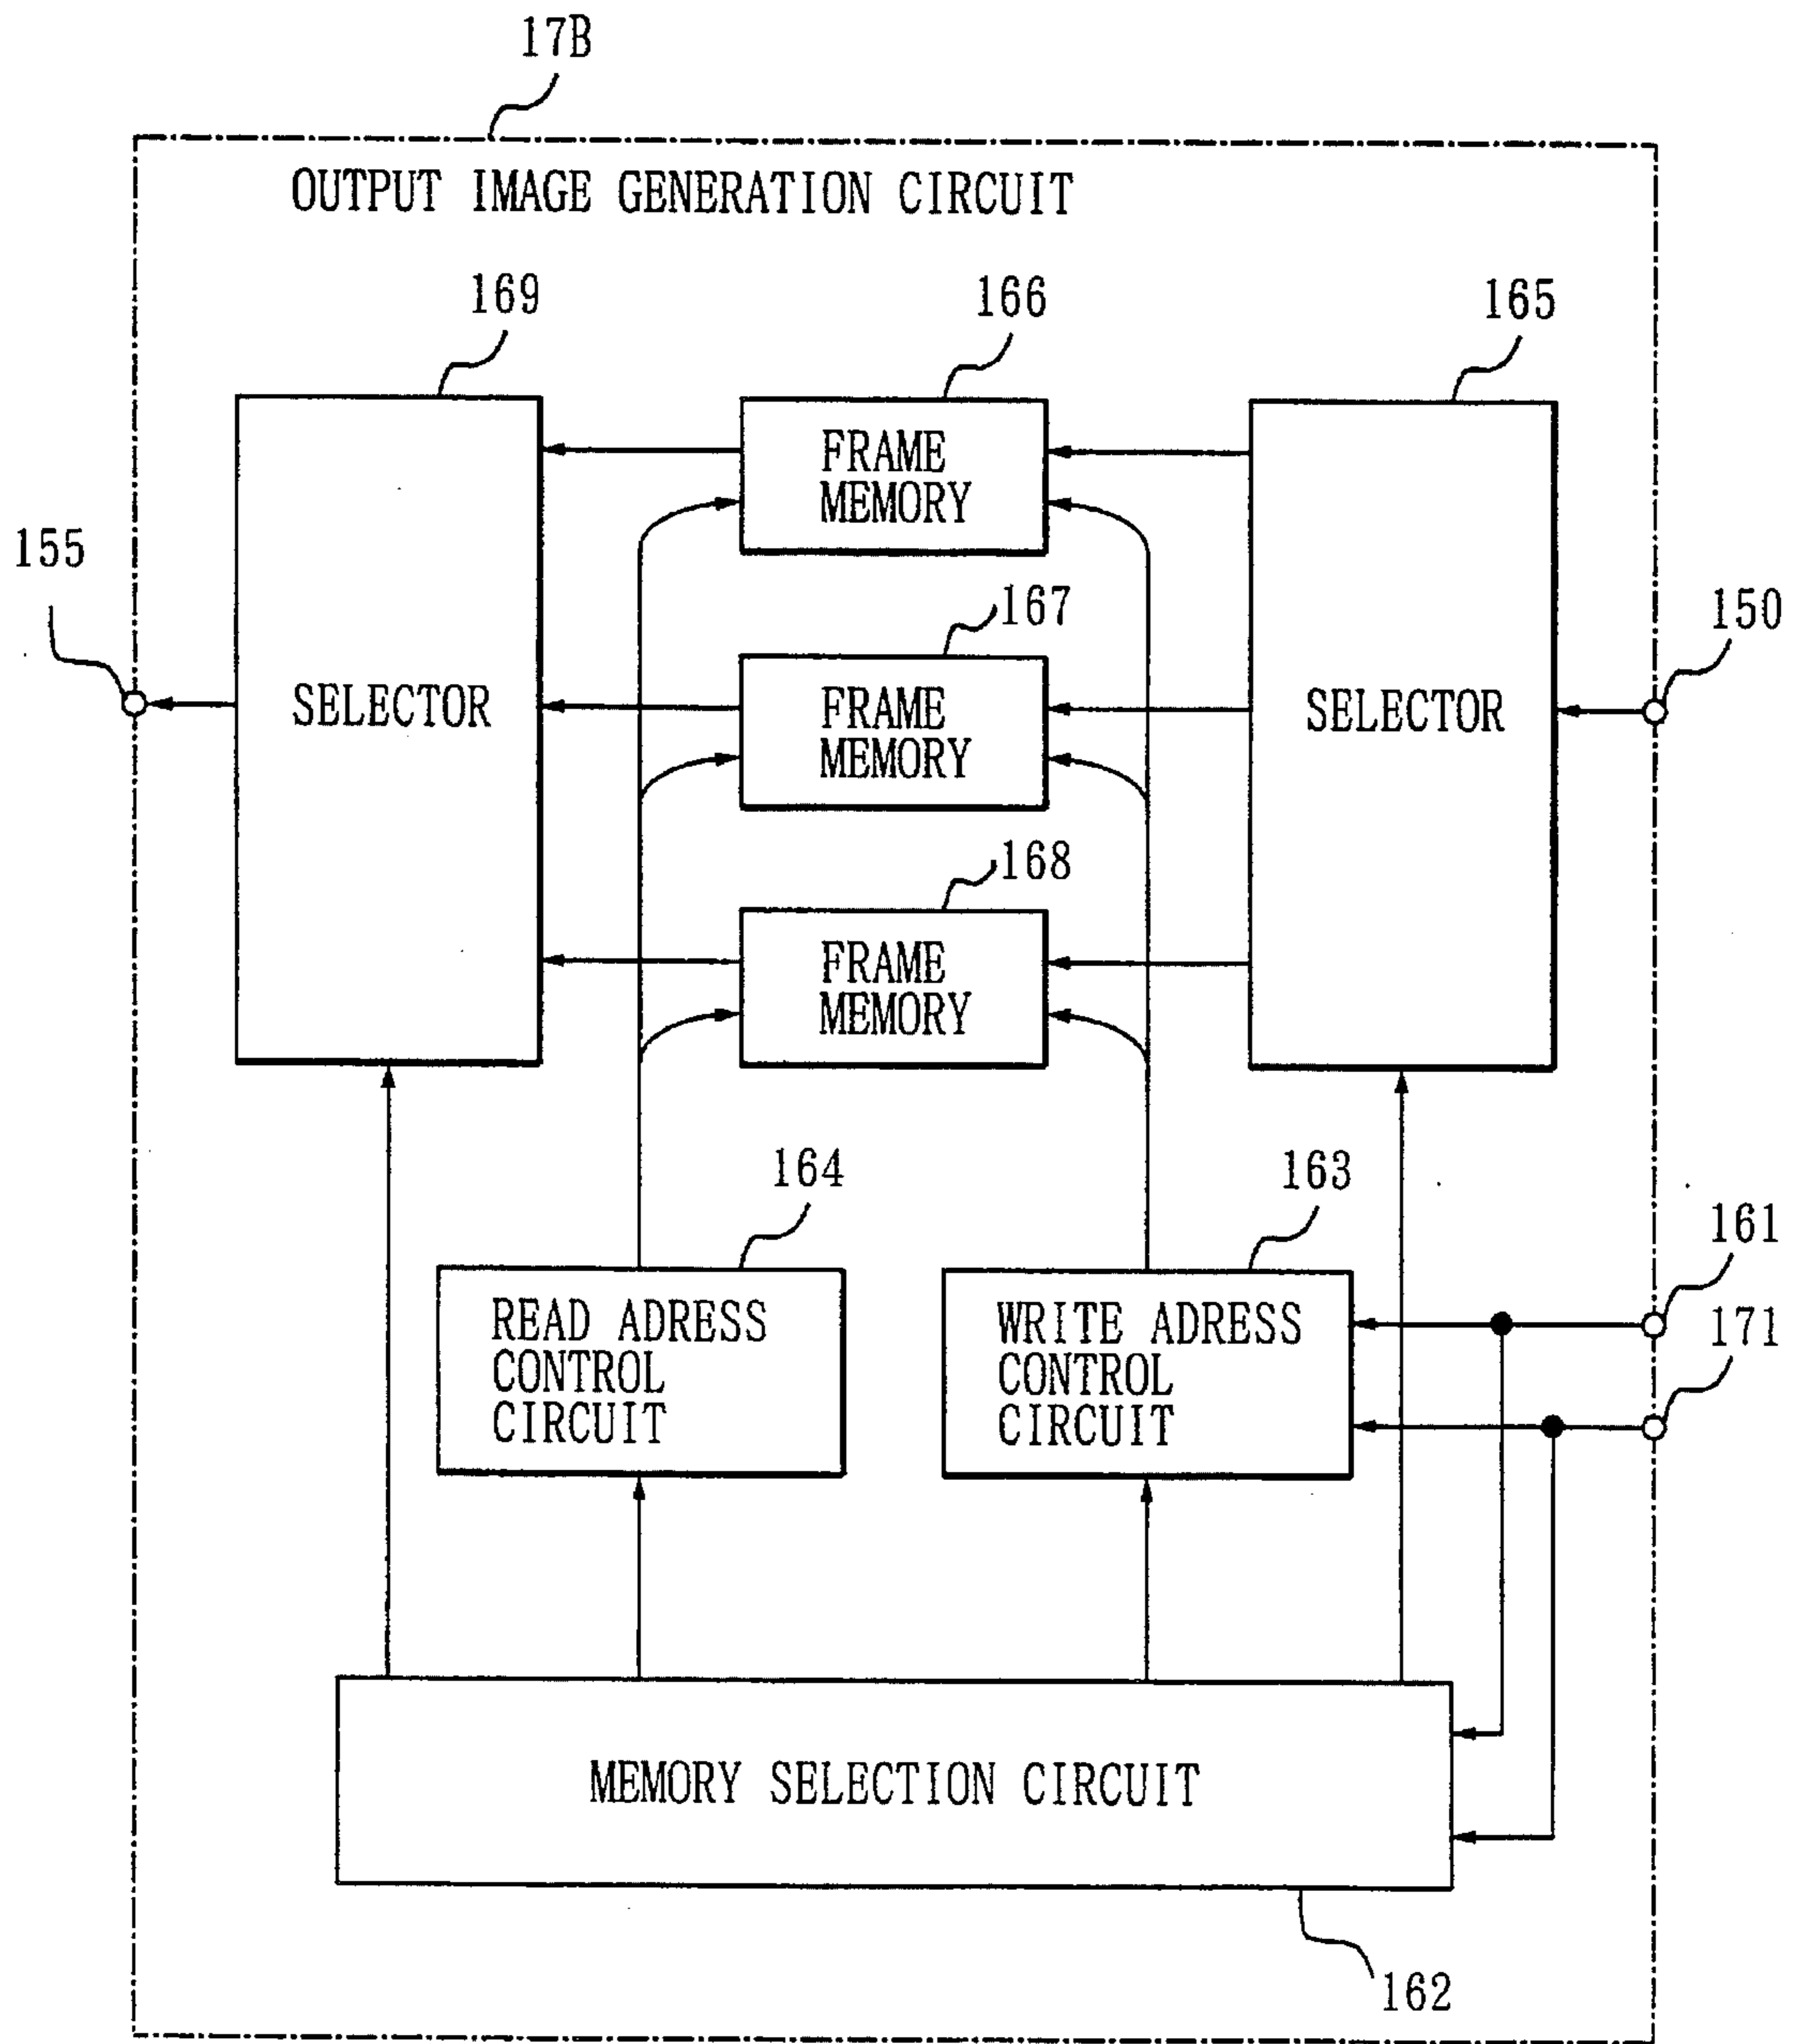 17B
OUTPUT IMAGE GENERATION CIRCUIT
169
166
165
FRAME
MEMORY
155
167
150
SELECTOR
FRAME
MEMORY
SELECTOR
168
FRAME
MEMORY
164
163
161
READ ADRESS
CONTROL
CIRCUIT
WRITE ADRESS
CONTROL
CIRCUIT
171
MEMORY SELECTION CIRCUIT
162